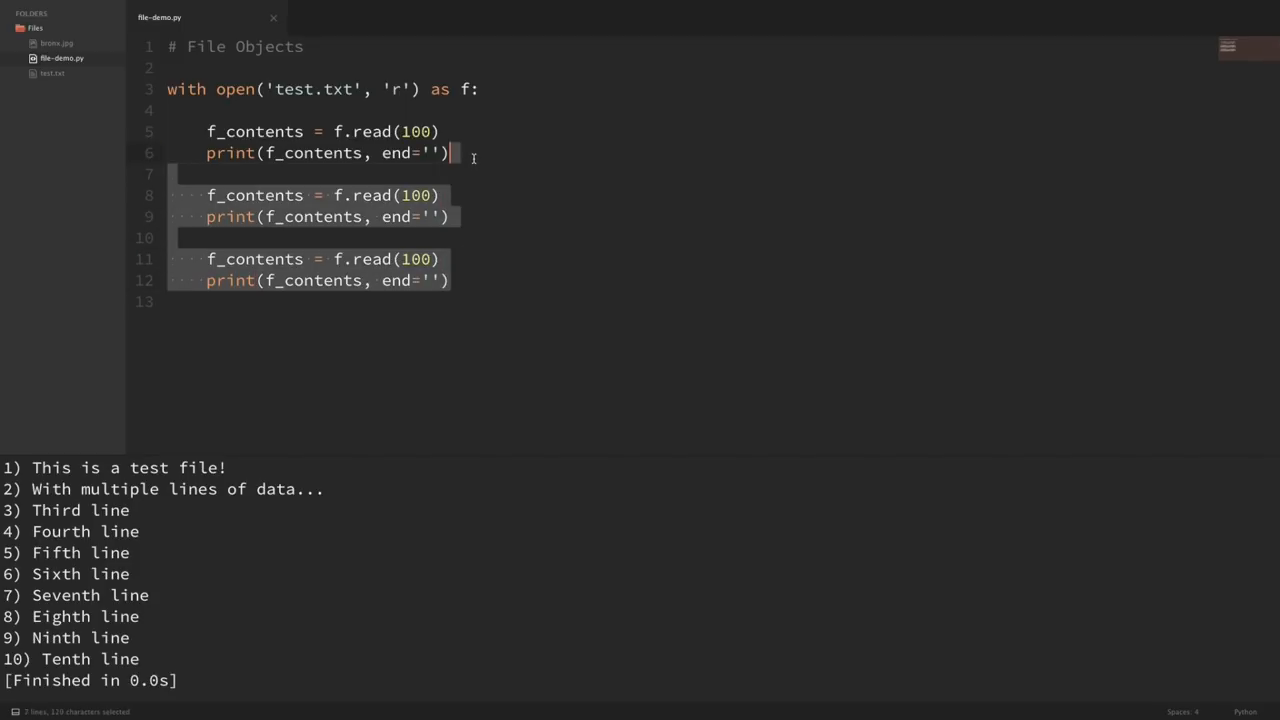 FOLDERS
Files
bronx.jpg
file-demo.py
test.txt
file-demo.py
1 # File Objects
2
3 with open('test.txt', 'r') as f:
4
5     f_contents = f.read(100)
6     print(f_contents, end='')
7
8     f_contents = f.read(100)
9     print(f_contents, end='')
10
11     f_contents = f.read(100)
12     print(f_contents, end='')
13
1) This is a test file!
2) With multiple lines of data...
3) Third line
4) Fourth line
5) Fifth line
6) Sixth line
7) Seventh line
8) Eighth line
9) Ninth line
10) Tenth line
[Finished in 0.0s]
7 lines, 129 characters selected
Spaces: 4
Python